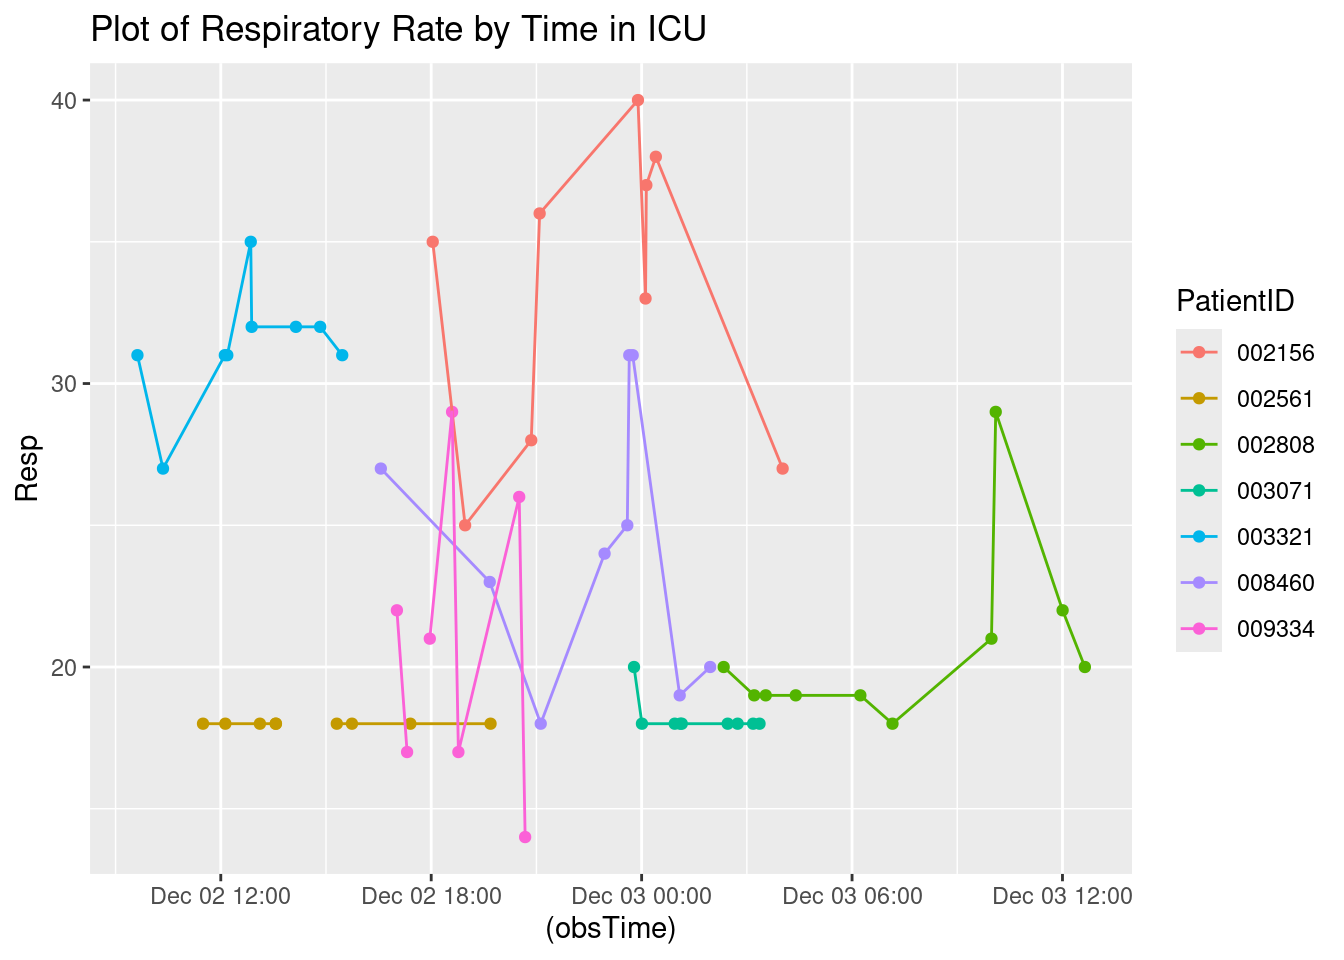 Plot of Respiratory Rate by Time in ICU
40
30
20
Resp
Dec 02 12:00
Dec 02 18:00
Dec 03 00:00
Dec 03 06:00
Dec 03 12:00
(obsTime)
PatientID
002156
002561
002808
003071
003321
008460
009334